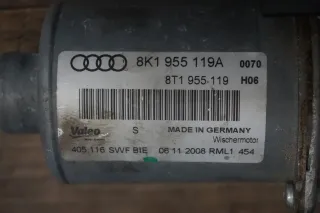 8K1 955 119A 0070
8T1 955-119 H06
Valeo S MADE IN GERMANY
Wischermotor
405.116 SWF B1E 06 11 2008 RML1 454